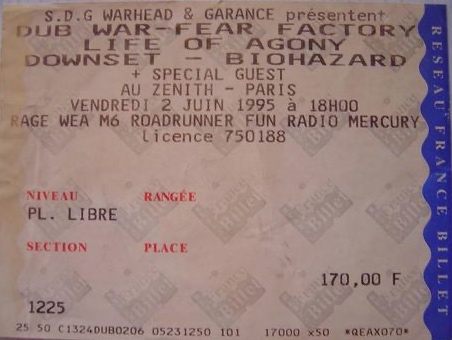 S.D.G WARHEAD & GARANCE présentent
DUB WAR-FEAR FACTORY
LIFE OF AGONY
DOWNSET - BIOHAZARD
+ SPECIAL GUEST
AU ZENITH - PARIS
VENDREDI 2 JUIN 1995 à 18H00
RAGE WEA M6 ROADRUNNER FUN RADIO MERCURY
licence 750188
NIVEAU RANGÉE
PL. LIBRE
SECTION PLACE
170,00 F
1225
25 50 C1324DUB0206 05231250 101 17000 x50 *QEAX070*
RESEAU FRANCE BILLET